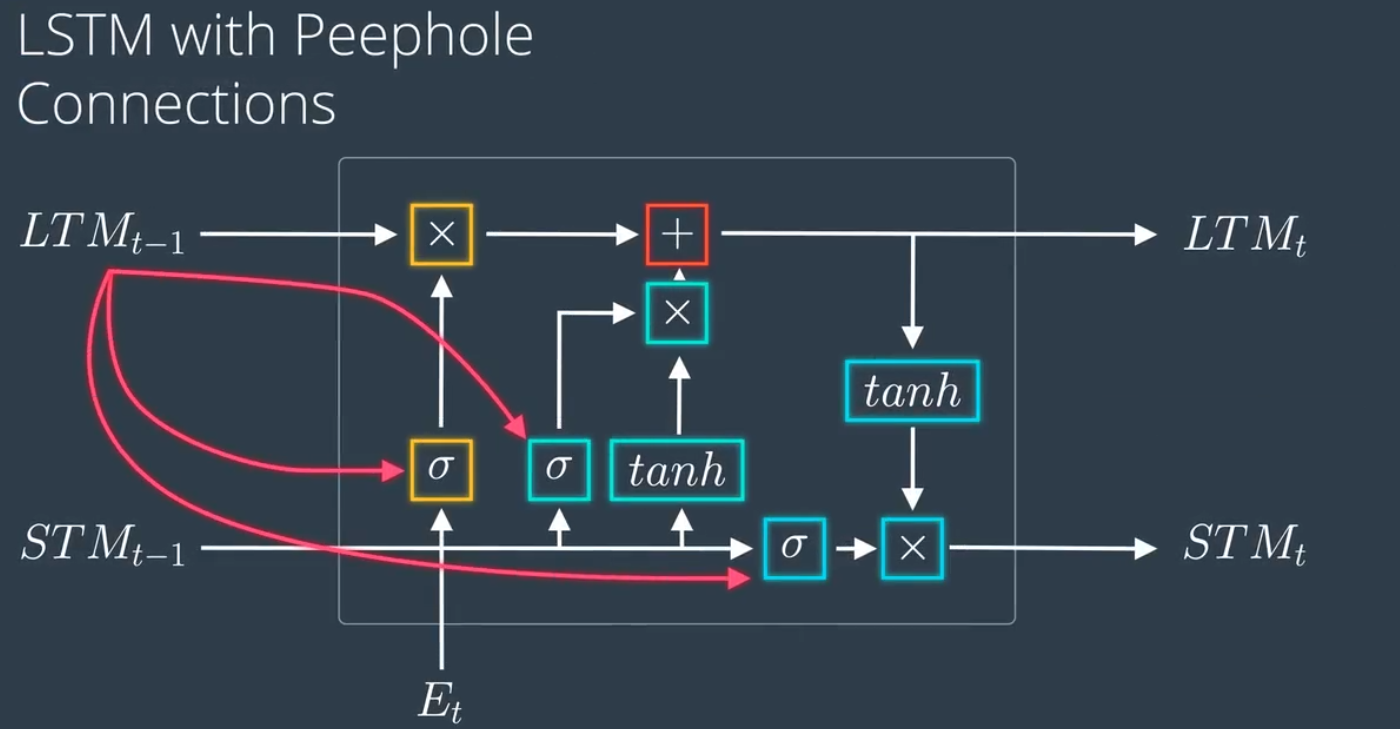 LSTM with Peephole
Connections
LTM_{t-1}
×
+
LTM_t
×
tanh
σ
σ
tanh
STM_{t-1}
σ
×
STM_t
E_t